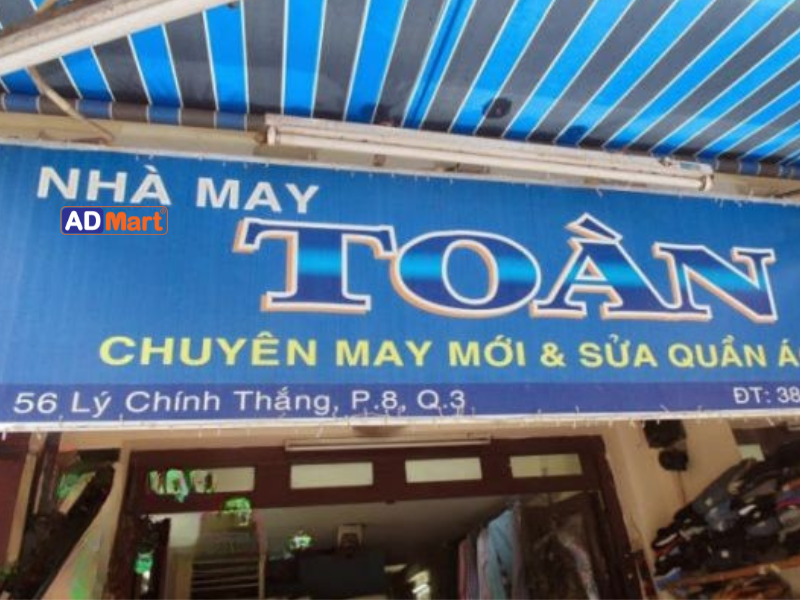 NHÀ MAY
AD Mart®
TOÀN
CHUYÊN MAY MỚI & SỬA QUẦN Á
56 Lý Chính Thắng, P.8, Q.3
ĐT: 38